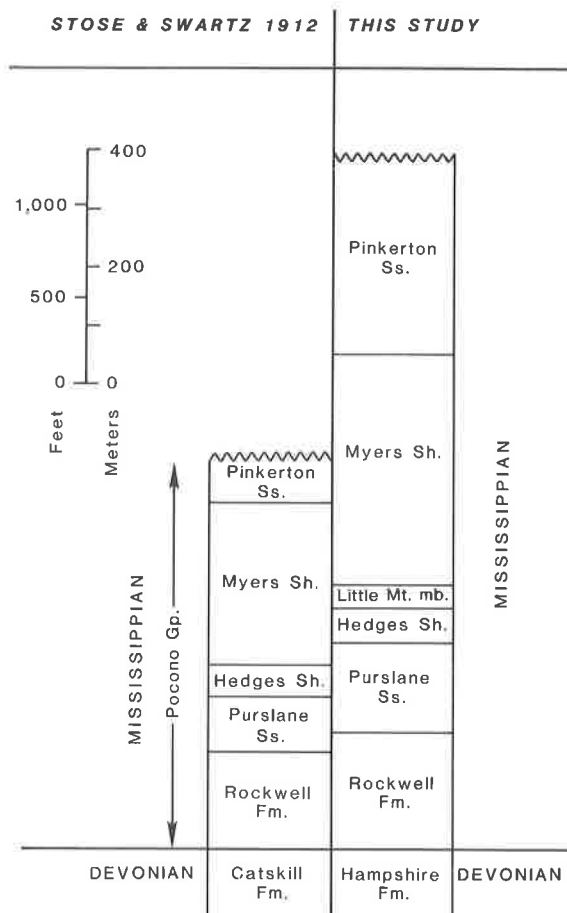 STOSE & SWARTZ 1912
THIS STUDY
400
1,000
200
500
0
0
Feet
Meters
MISSISSIPPIAN
Pocono Gp.
Pinkerton
Ss.
Myers Sh.
Hedges Sh.
Purslane
Ss.
Rockwell
Fm.
Pinkerton
Ss.
Myers Sh.
Little Mt. mb.
Hedges Sh.
Purslane
Ss.
Rockwell
Fm.
MISSISSIPPIAN
DEVONIAN
Catskill
Fm.
Hampshire
Fm.
DEVONIAN